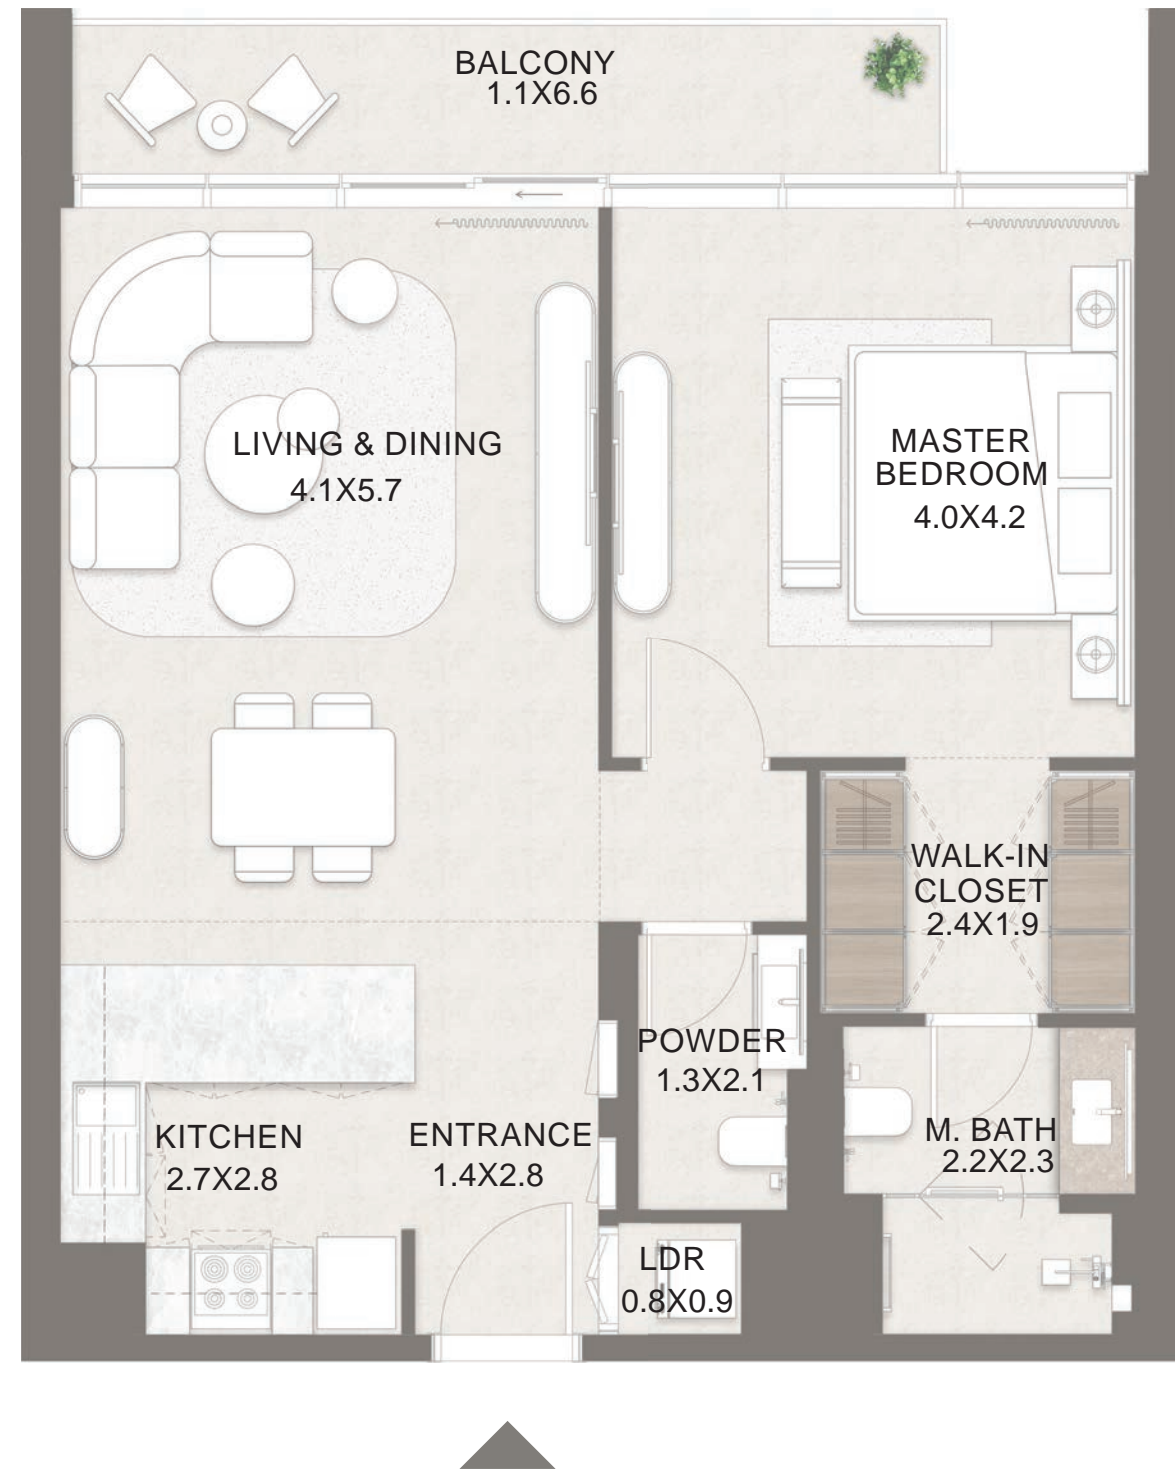 BALCONY
1.1X6.6
LIVING & DINING
4.1X5.7
MASTER
BEDROOM
4.0X4.2
WALK-IN
CLOSET
2.4X1.9
POWDER
1.3X2.1
KITCHEN
2.7X2.8
ENTRANCE
1.4X2.8
M. BATH
2.2X2.3
LDR
0.8X0.9